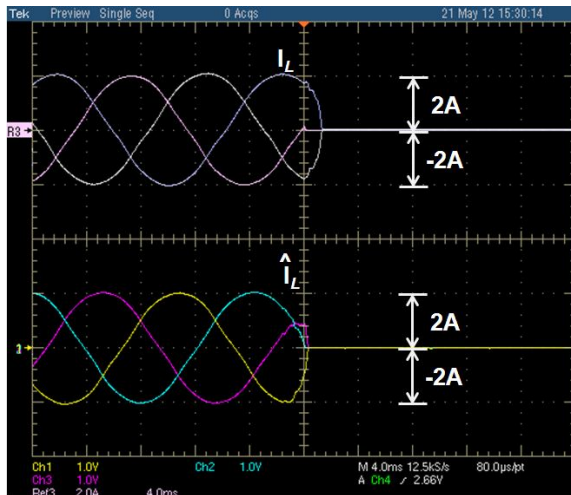 Tek Preview Single Seq 0 Acqs 21 May 12 15:30:14
I_L
2A
R3
-2A
Î_L
2A
1
-2A
Ch1 1.0V Ch2 1.0V M 4.0ms 12.5kS/s 80.0µs/pt
Ch3 1.0V A Ch4 / 2.66V
Ref3 2.0A 4.0ms